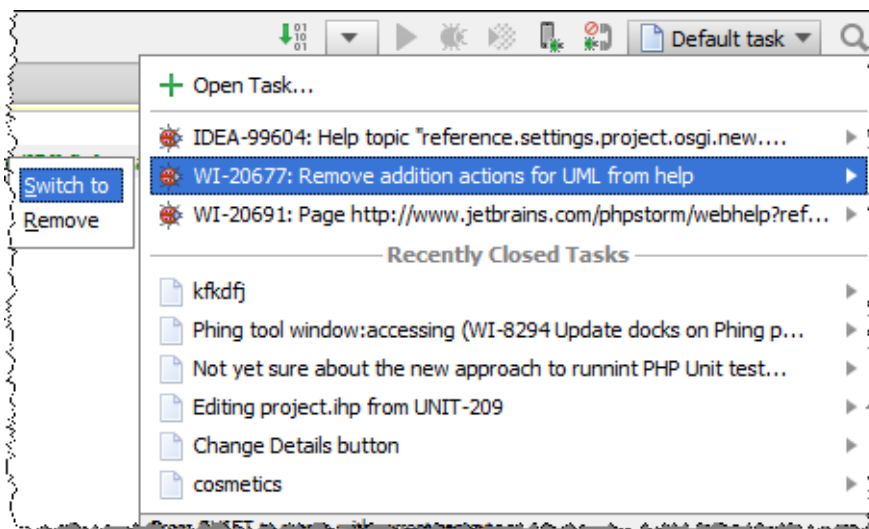 Default task
Open Task...
IDEA-99604: Help topic "reference.settings.project.osgi.new....
Switch to
WI-20677: Remove addition actions for UML from help
Remove
WI-20691: Page http://www.jetbrains.com/phpstorm/webhelp?ref...
Recently Closed Tasks
kfkdfj
Phing tool window:accessing (WI-8294 Update docks on Phing p...
Not yet sure about the new approach to runnint PHP Unit test...
Editing project.ihp from UNIT-209
Change Details button
cosmetics